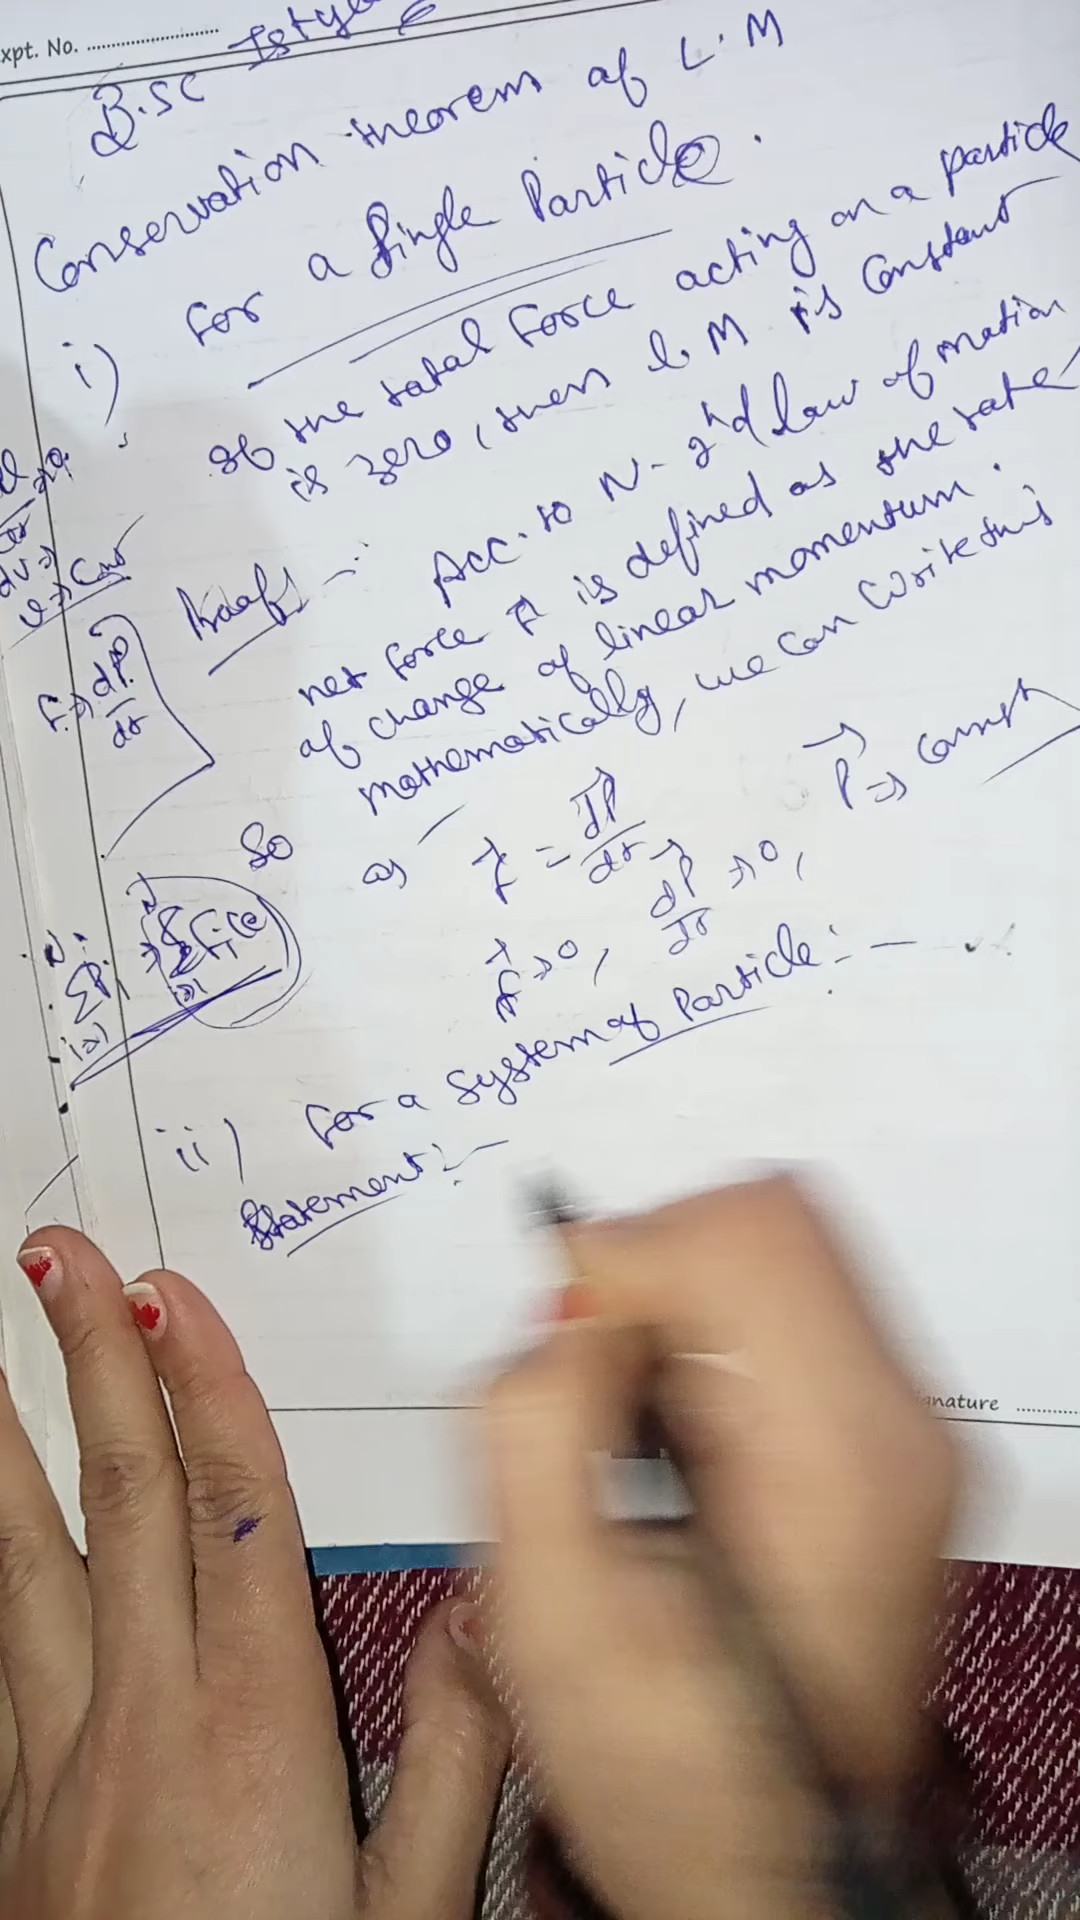 Expt. No.
B.sc Ist year
Conservation theorem of L.M
i) for a Single Particle.
If the total force acting on a particle
is zero, then L.M is constant
Proof :- Acc. to N- 2nd law of motion
net force F is defined as the rate
of change of linear momentum.
So mathematically, we can write this
as F = dP/dt
F => 0, dP/dt => 0, P => const
F => dP/dt
ii) For a System of Particle :-
Statement :-
Signature